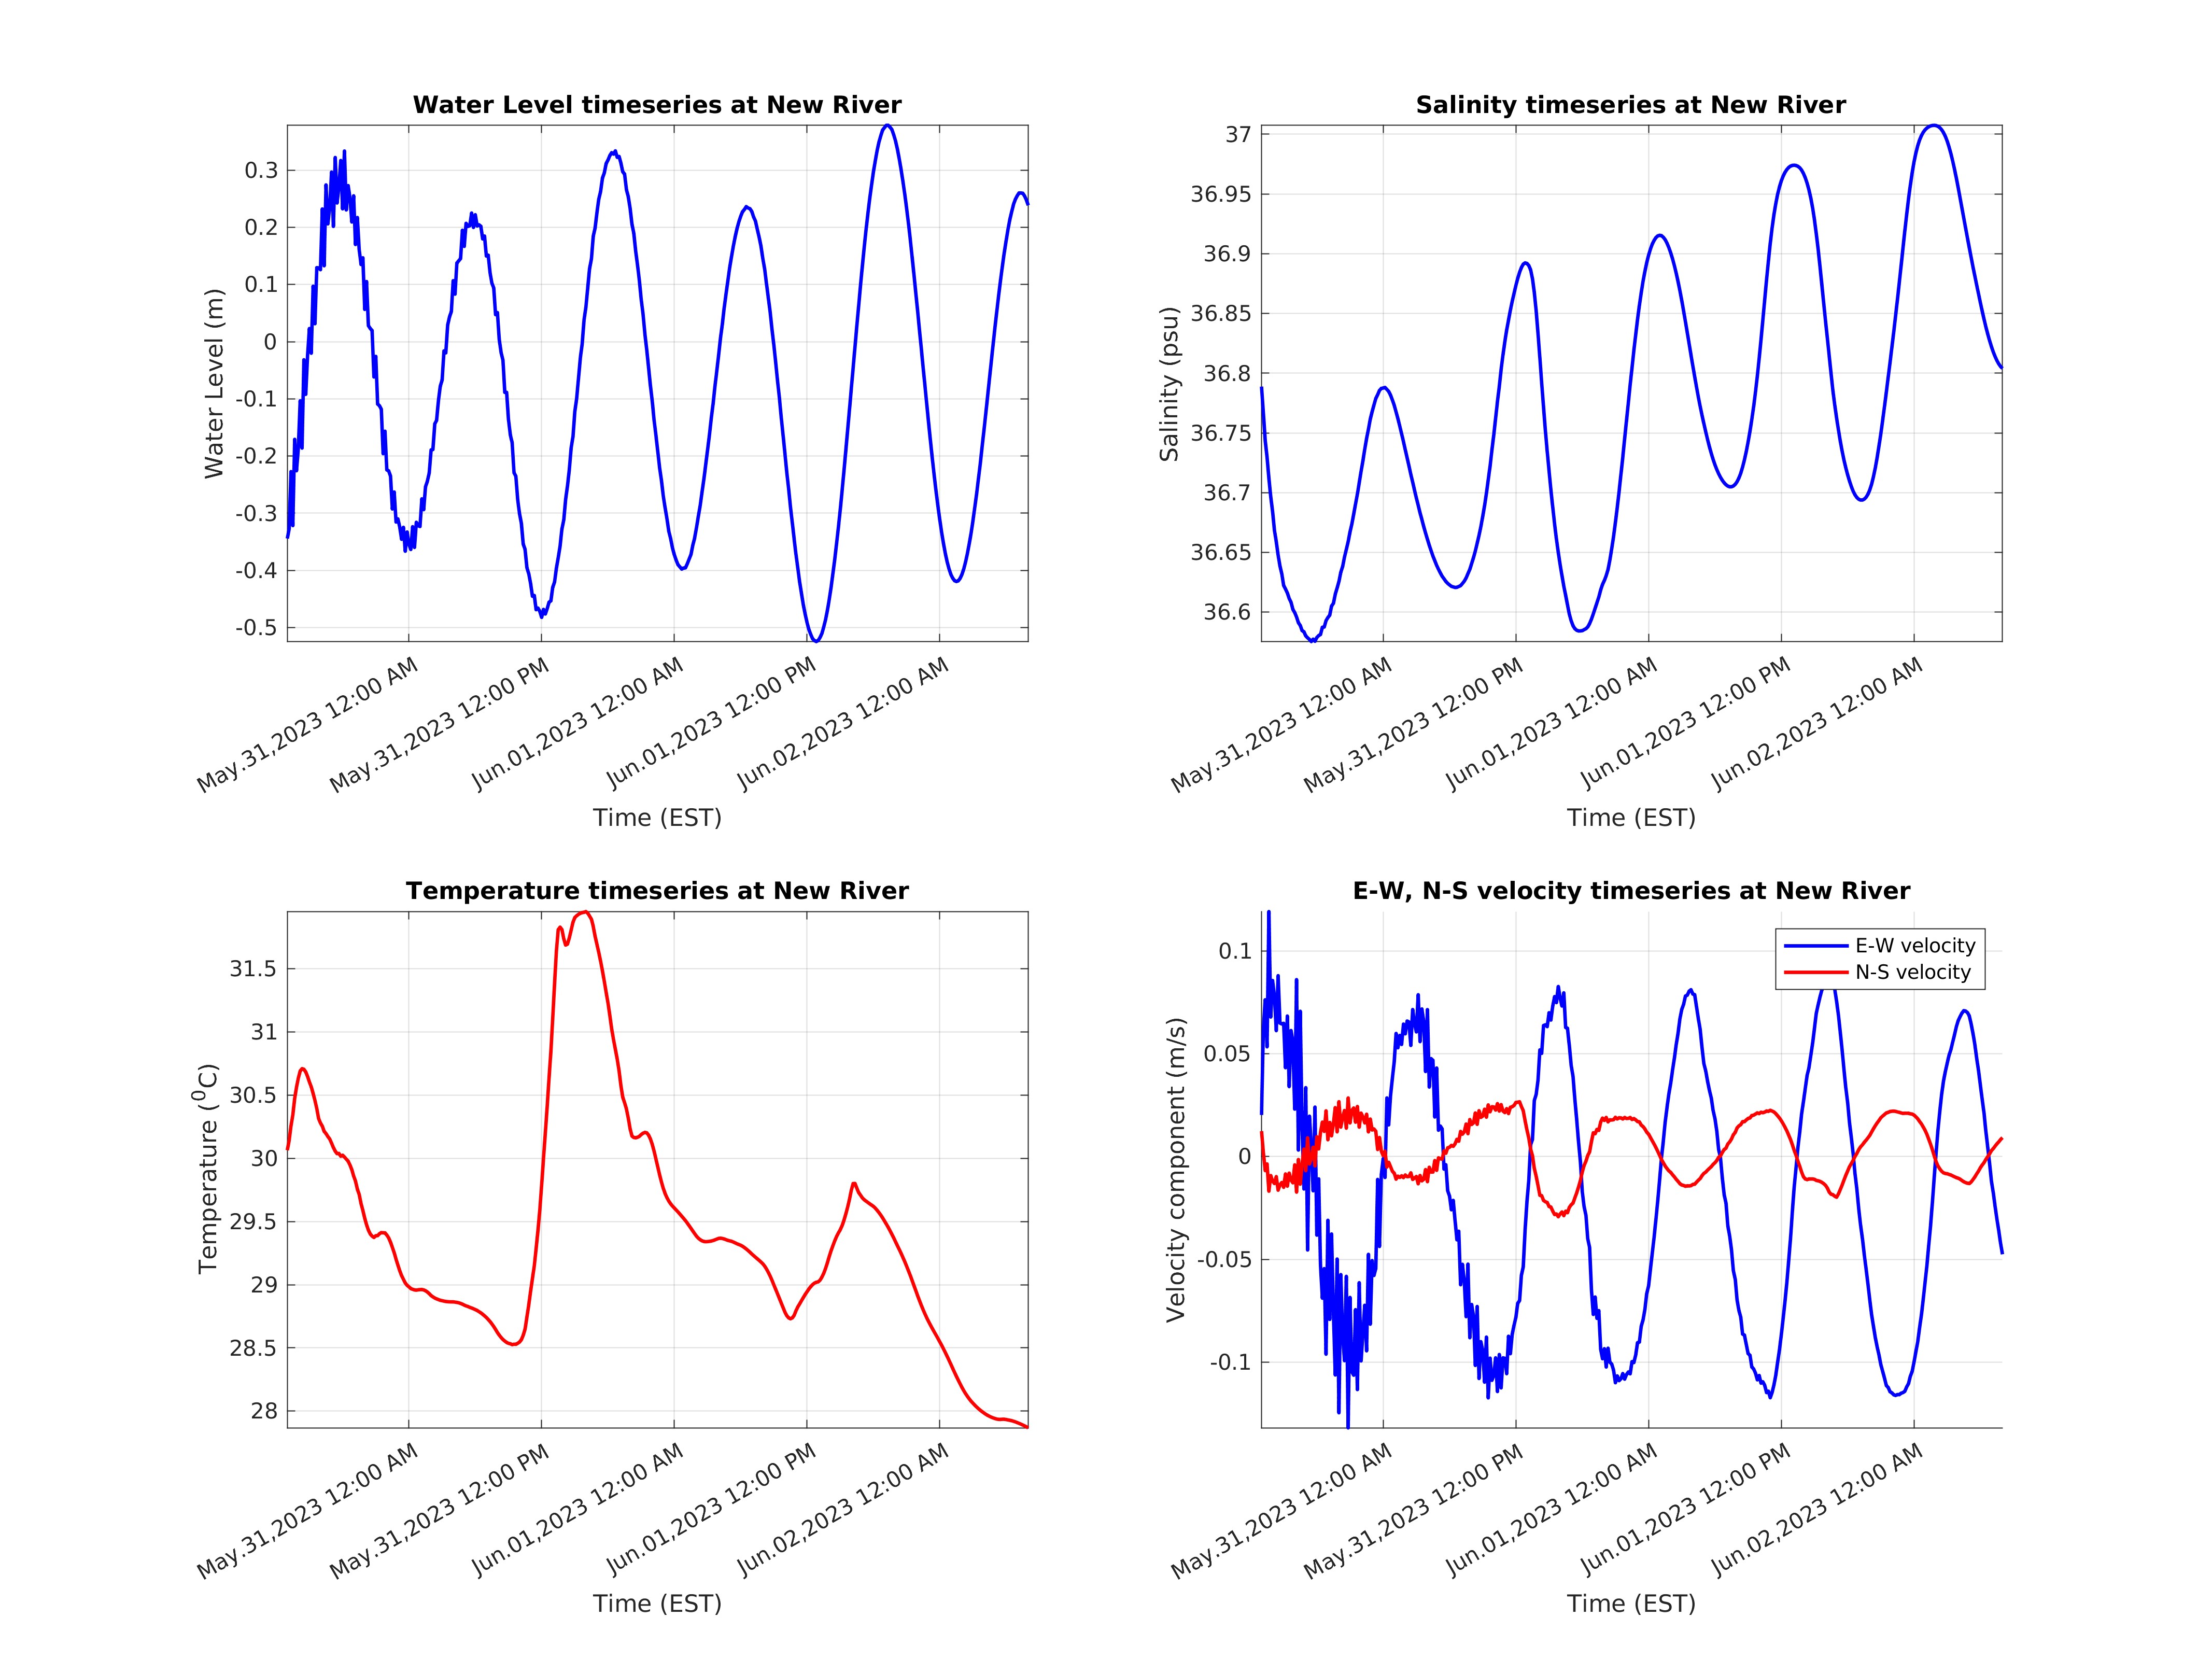 Water Level timeseries at New River
Water Level (m)
0.3
0.2
0.1
0
-0.1
-0.2
-0.3
-0.4
-0.5
May.31,2023 12:00 AM
May.31,2023 12:00 PM
Jun.01,2023 12:00 AM
Jun.01,2023 12:00 PM
Jun.02,2023 12:00 AM
Time (EST)
Salinity timeseries at New River
Salinity (psu)
37
36.95
36.9
36.85
36.8
36.75
36.7
36.65
36.6
May.31,2023 12:00 AM
May.31,2023 12:00 PM
Jun.01,2023 12:00 AM
Jun.01,2023 12:00 PM
Jun.02,2023 12:00 AM
Time (EST)
Temperature timeseries at New River
Temperature (⁰C)
31.5
31
30.5
30
29.5
29
28.5
28
May.31,2023 12:00 AM
May.31,2023 12:00 PM
Jun.01,2023 12:00 AM
Jun.01,2023 12:00 PM
Jun.02,2023 12:00 AM
Time (EST)
E-W, N-S velocity timeseries at New River
E-W velocity
N-S velocity
Velocity component (m/s)
0.1
0.05
0
-0.05
-0.1
May.31,2023 12:00 AM
May.31,2023 12:00 PM
Jun.01,2023 12:00 AM
Jun.01,2023 12:00 PM
Jun.02,2023 12:00 AM
Time (EST)